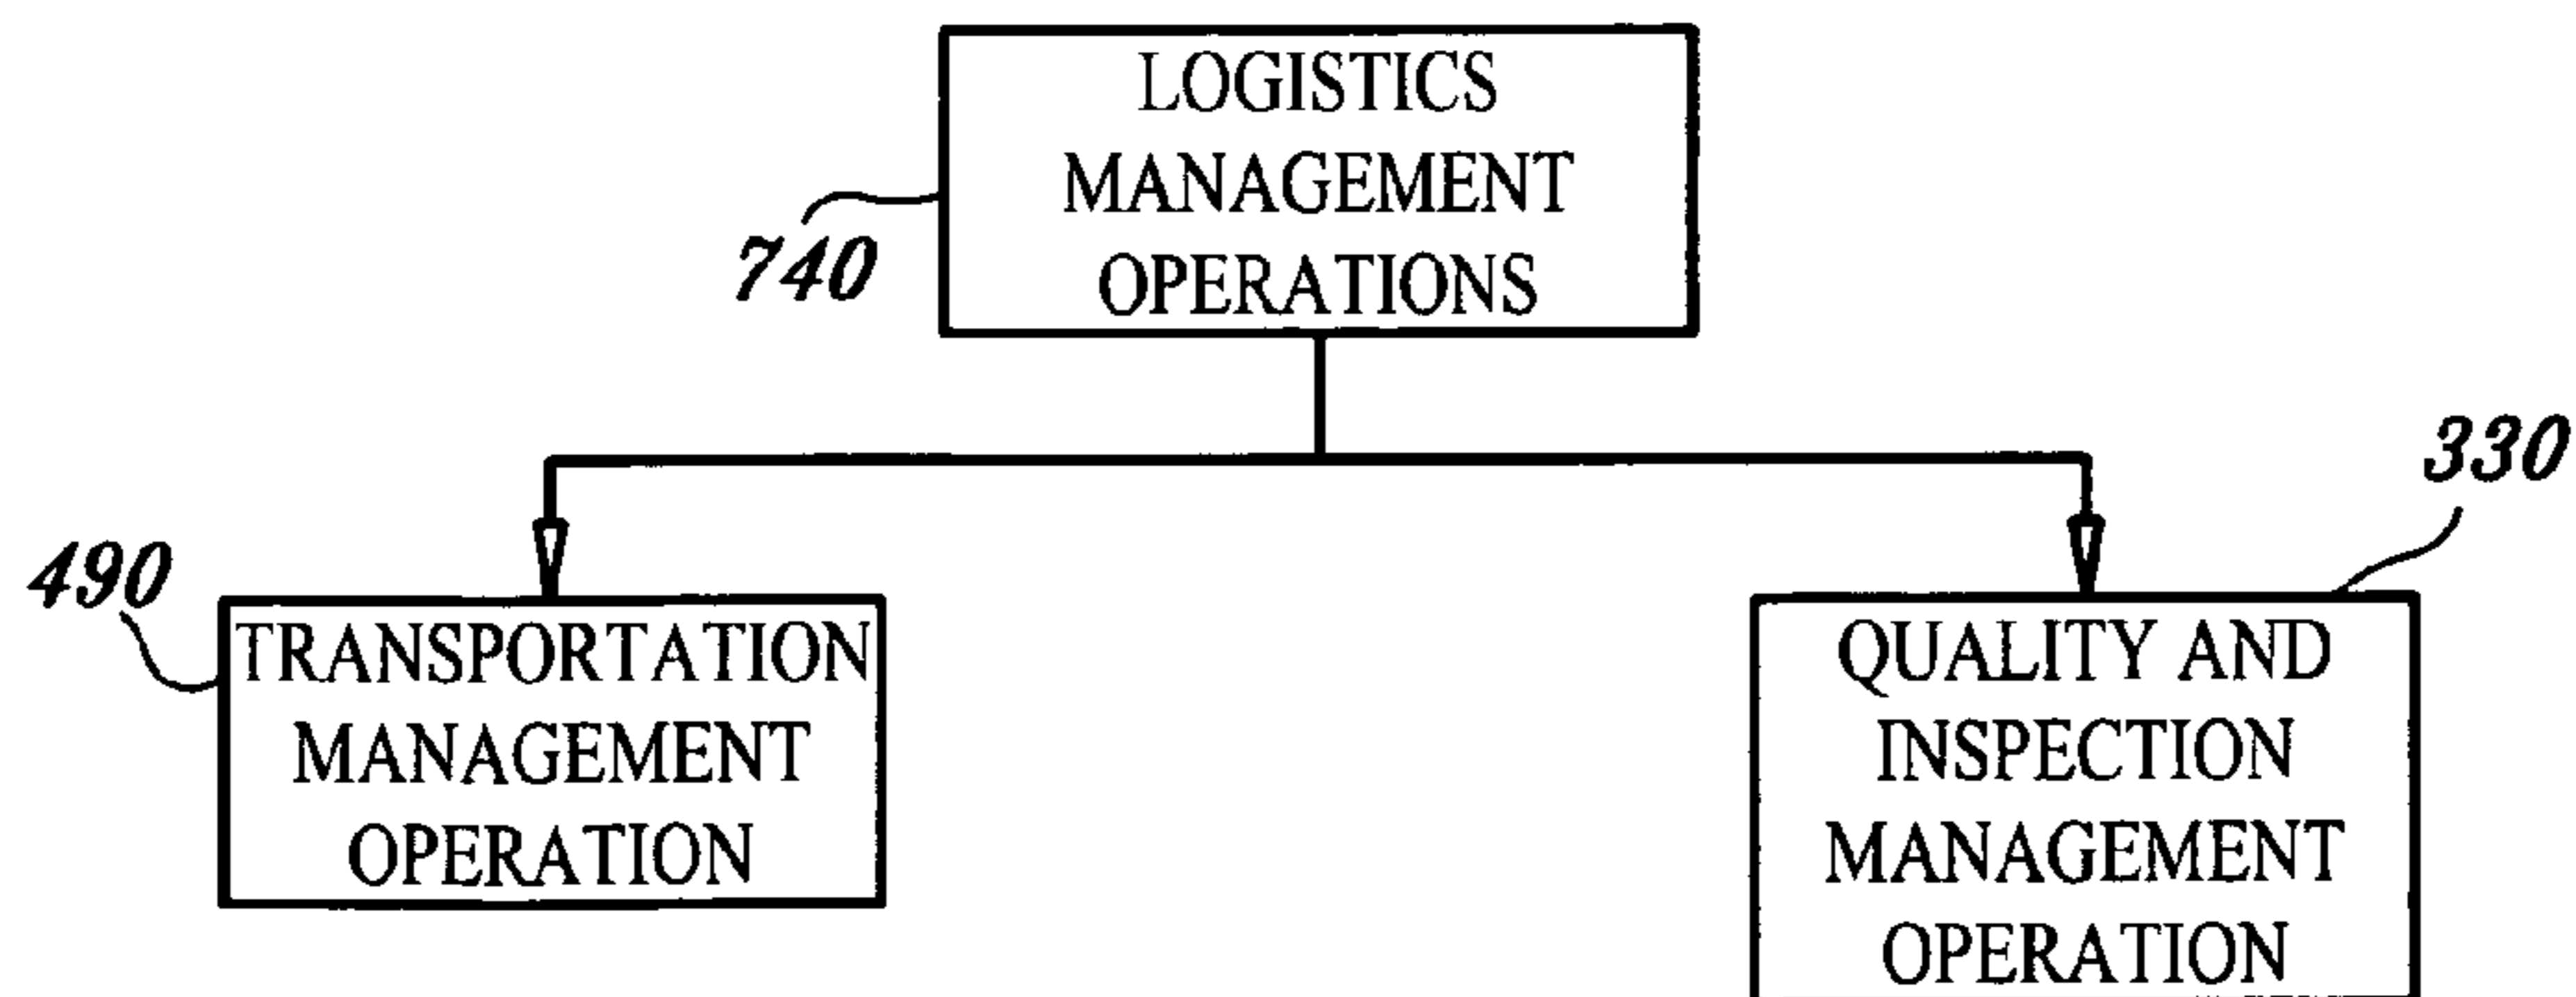 LOGISTICS
MANAGEMENT
OPERATIONS
740
330
490
TRANSPORTATION
MANAGEMENT
OPERATION
QUALITY AND
INSPECTION
MANAGEMENT
OPERATION